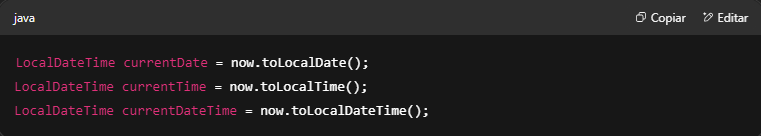 java Copiar Editar
LocalDateTime currentDate = now.toLocalDate();
LocalDateTime currentTime = now.toLocalTime();
LocalDateTime currentDateTime = now.toLocalDateTime();